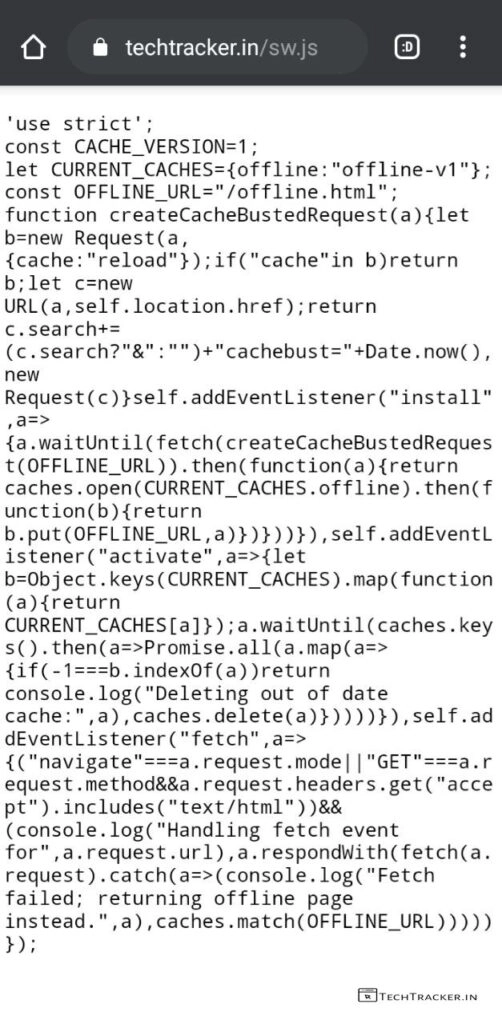 techtracker.in/sw.js
:D
'use strict';
const CACHE_VERSION=1;
let CURRENT_CACHES={offline:"offline-v1"};
const OFFLINE_URL="/offline.html";
function createCacheBustedRequest(a){let
b=new Request(a,
{cache:"reload"});if("cache"in b)return
b;let c=new
URL(a,self.location.href);return
c.search+=
(c.search?"&":"")+"cachebust="+Date.now(),
new
Request(c)}self.addEventListener("install"
,a=>
{a.waitUntil(fetch(createCacheBustedReques
t(OFFLINE_URL)).then(function(a){return
caches.open(CURRENT_CACHES.offline).then(f
unction(b){return
b.put(OFFLINE_URL,a)})}))}),self.addEventL
istener("activate",a=>{let
b=Object.keys(CURRENT_CACHES).map(function
(a){return
CURRENT_CACHES[a]});a.waitUntil(caches.key
s().then(a=>Promise.all(a.map(a=>
{if(-1===b.indexOf(a))return
console.log("Deleting out of date
cache:",a),caches.delete(a)}))))}),self.ad
dEventListener("fetch",a=>
{("navigate"===a.request.mode||"GET"===a.r
equest.method&&a.request.headers.get("acce
pt").includes("text/html"))&&
(console.log("Handling fetch event
for",a.request.url),a.respondWith(fetch(a.
request).catch(a=>(console.log("Fetch
failed; returning offline page
instead.",a),caches.match(OFFLINE_URL)))))
});
TECHTRACKER.IN